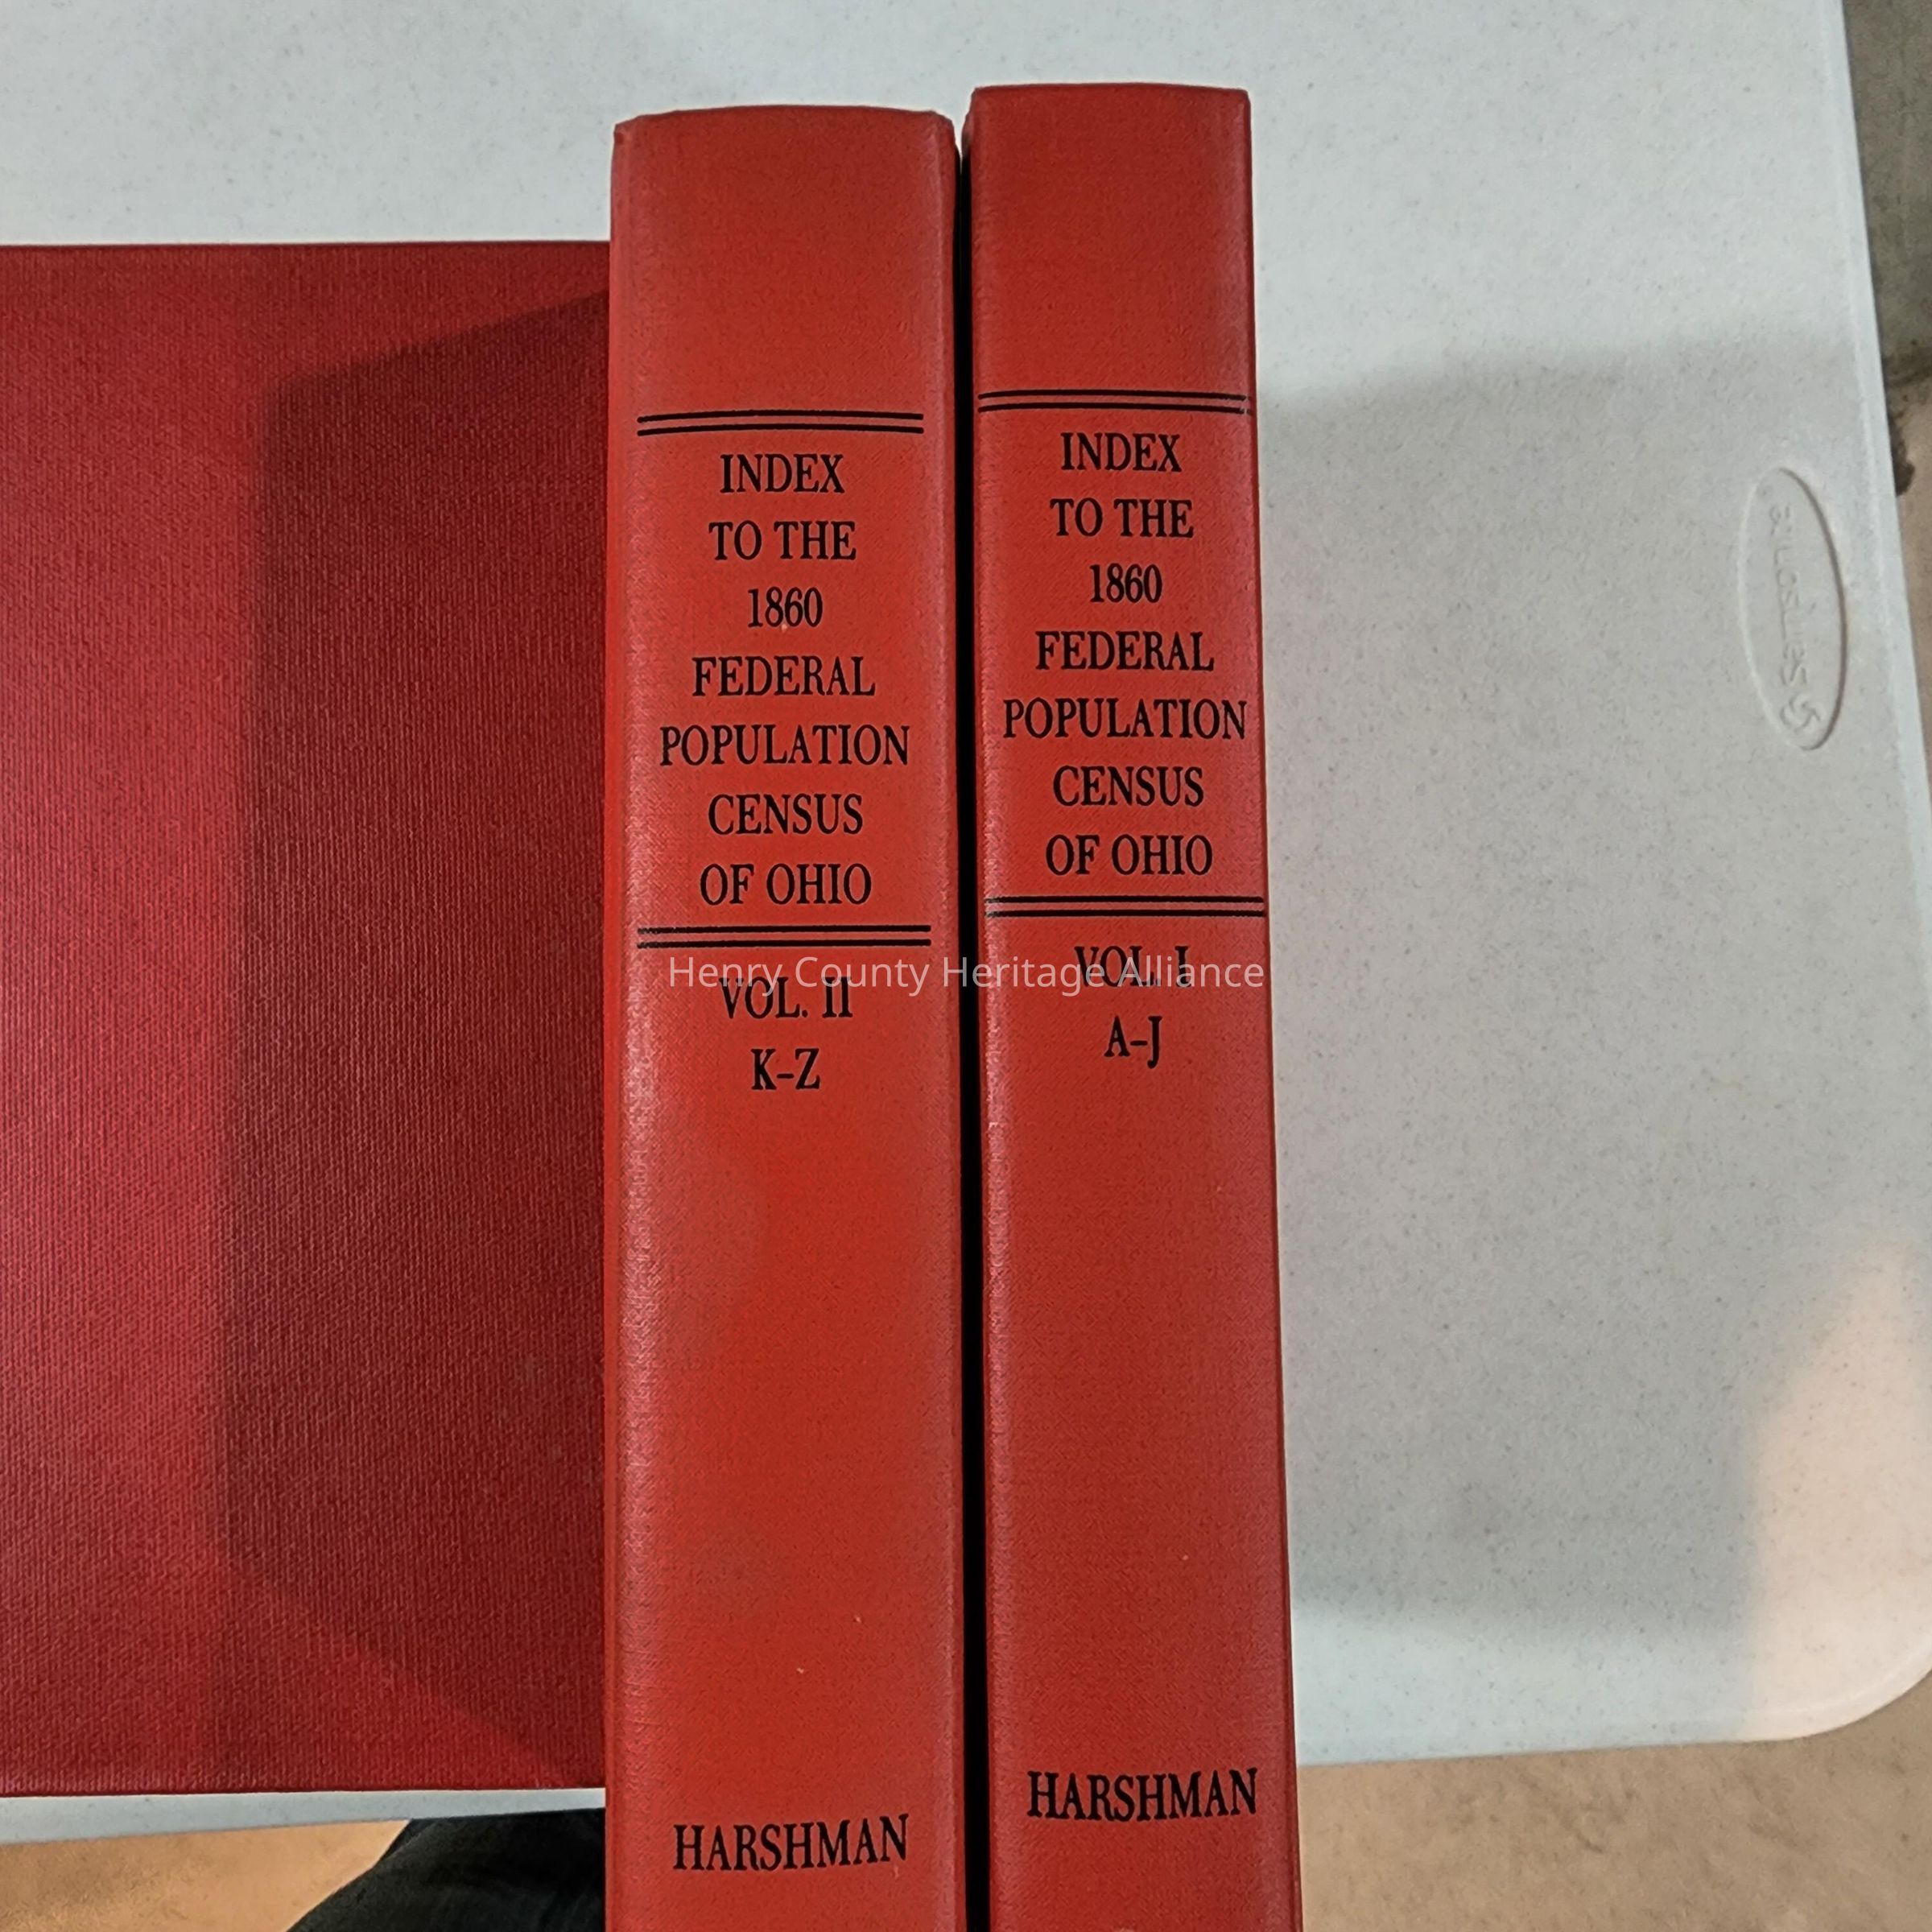 INDEX
TO THE
1860
FEDERAL
POPULATION
CENSUS
OF OHIO
VOL. II
K-Z
HARSHMAN
INDEX
TO THE
1860
FEDERAL
POPULATION
CENSUS
OF OHIO
VOL. I
A-J
HARSHMAN
Henry County Heritage Alliance